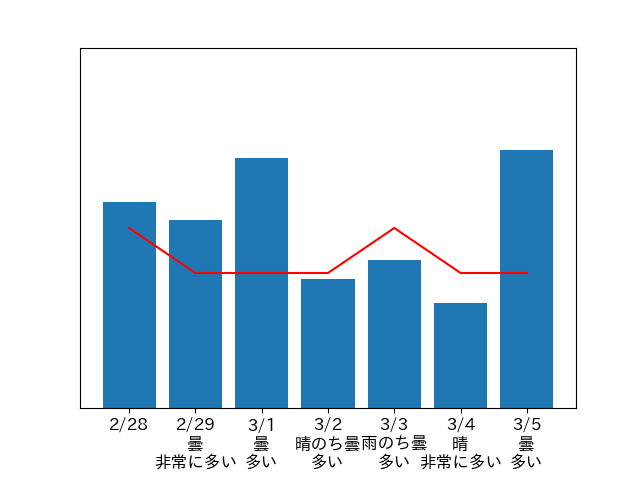 2/28 2/29 3/1 3/2 3/3 3/4 3/5
曇 曇 晴のち曇 雨のち曇 晴 曇
非常に多い 多い 多い 多い 非常に多い 多い